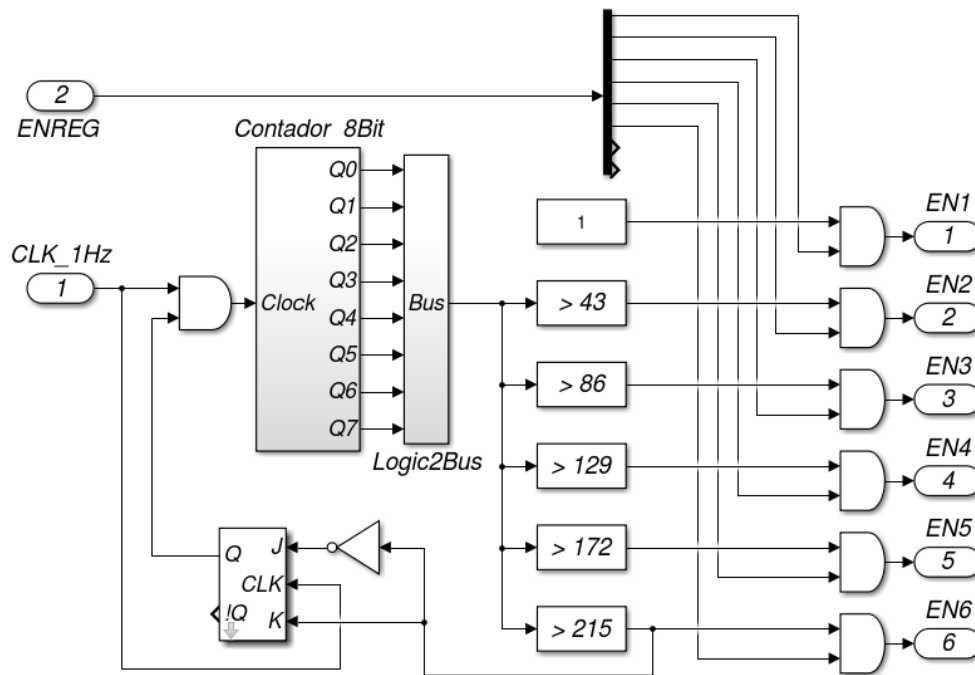 2
ENREG
Contador 8Bit
Q0
Q1
Q2
Q3
Q4
Q5
Q6
Q7
Clock
Bus
Logic2Bus
CLK_1Hz
1
1
> 43
> 86
> 129
> 172
> 215
EN1
1
EN2
2
EN3
3
EN4
4
EN5
5
EN6
6
Q
J
CLK
!Q
K